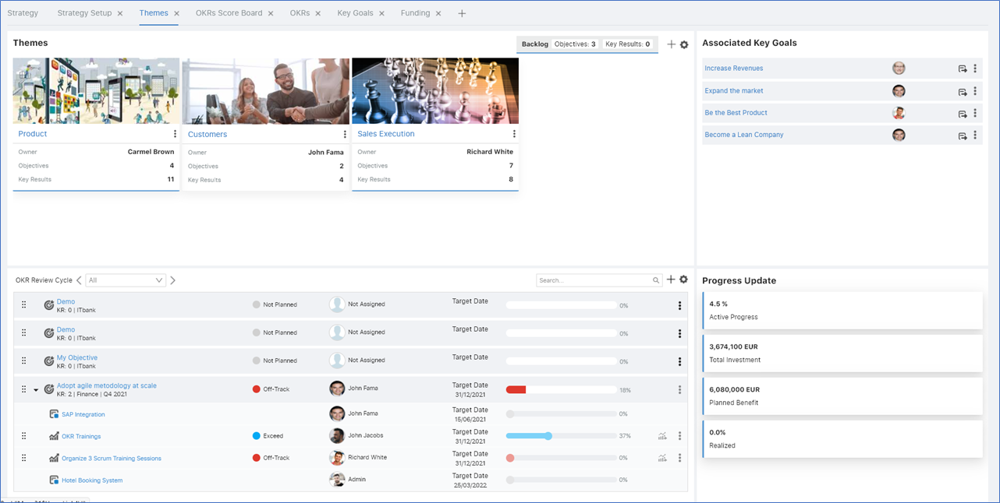 Strategy
Strategy Setup
Themes
OKRs Score Board
OKRs
Key Goals
Funding
Themes
Backlog Objectives: 3 Key Results: 0
Product
Owner Carmel Brown
Objectives 4
Key Results 11
Customers
Owner John Fama
Objectives 2
Key Results 4
Sales Execution
Owner Richard White
Objectives 7
Key Results 8
Associated Key Goals
Increase Revenues
Expand the market
Be the Best Product
Become a Lean Company
OKR Review Cycle All Search...
Demo
KR: 0 | ITbank
Not Planned
Not Assigned
Target Date
0%
Demo
KR: 0 | ITbank
Not Planned
Not Assigned
Target Date
0%
My Objective
KR: 0 | ITbank
Not Planned
Not Assigned
Target Date
0%
Adopt agile metodology at scale
KR: 2 | Finance | Q4 2021
Off-Track
John Fama
Target Date
31/12/2021
18%
SAP Integration
John Fama
Target Date
15/06/2021
0%
OKR Trainings
Exceed
John Jacobs
Target Date
31/12/2021
37%
Organize 3 Scrum Training Sessions
Off-Track
Richard White
Target Date
31/12/2021
0%
Hotel Booking System
Admin
Target Date
25/03/2022
0%
Progress Update
4.5 %
Active Progress
3,674,100 EUR
Total Investment
6,080,000 EUR
Planned Benefit
0.0%
Realized